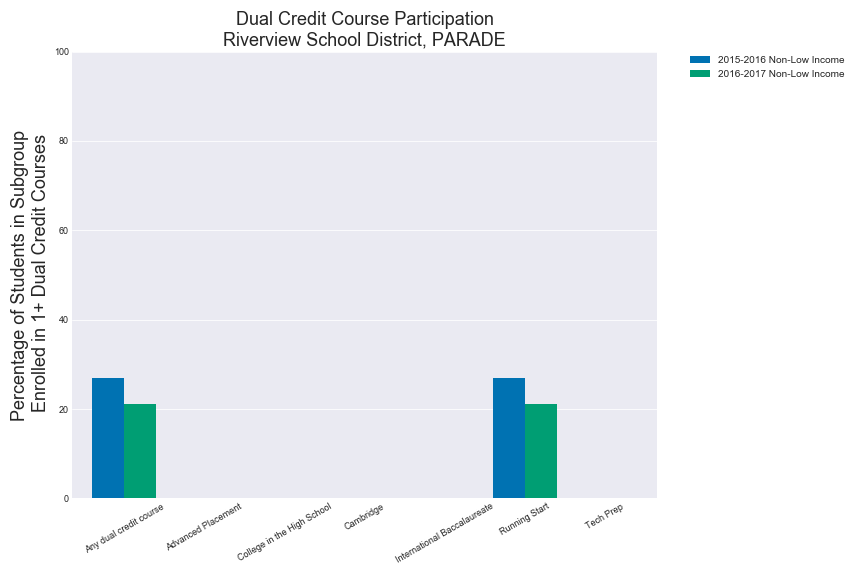 Dual Credit Course Participation
Riverview School District, PARADE
2015-2016 Non-Low Income
2016-2017 Non-Low Income
Percentage of Students in Subgroup
Enrolled in 1+ Dual Credit Courses
100
80
60
40
20
0
Any dual credit course
Advanced Placement
College in the High School
Cambridge
International Baccalaureate
Running Start
Tech Prep